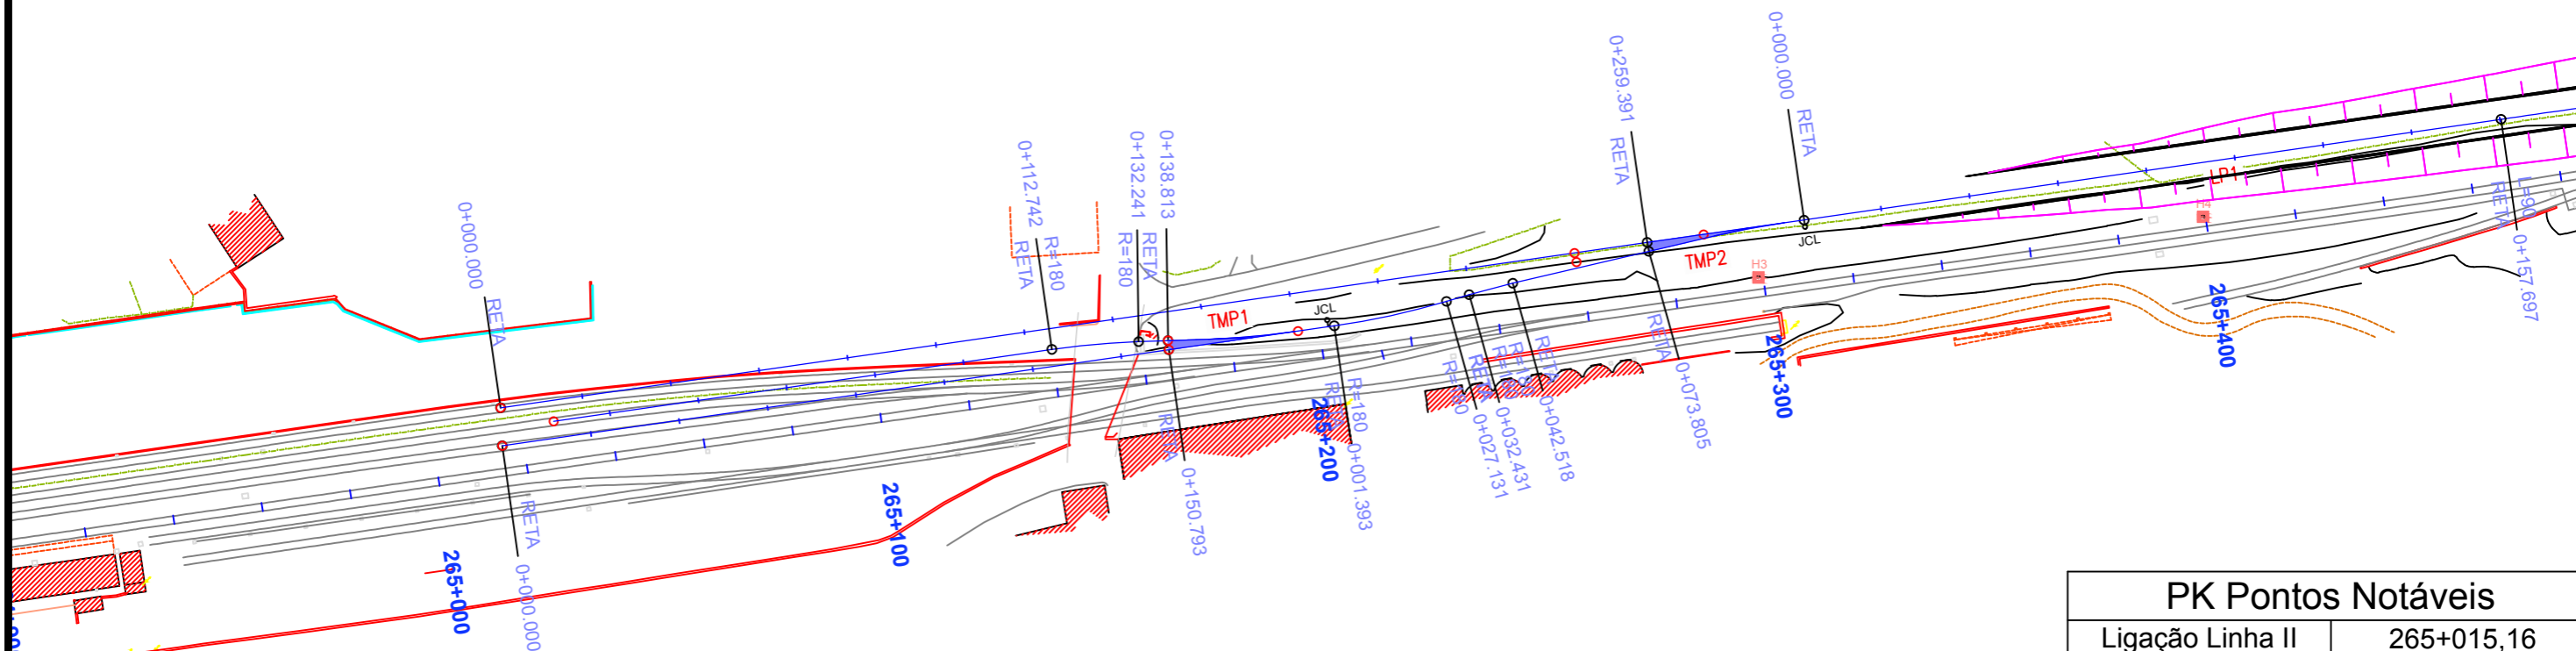 0+000.000 RETA
0+112.742 R=180
RETA
0+132.241 R=180
0+138.813 RETA
0+259.391 RETA
0+000.000 RETA
TMP1
JCL
TMP2
JCL
H3
LP1
H4
L=90
RETA 0+157.697
RETA 0+000.000
RETA 0+150.793
RETA
R=180 0+001.393
RETA 0+027.131
0+032.431
RETA 0+042.518
RETA 0+073.805
265+000
265+100
265+200
265+300
265+400
PK Pontos Notáveis
Ligação Linha II 265+015,16